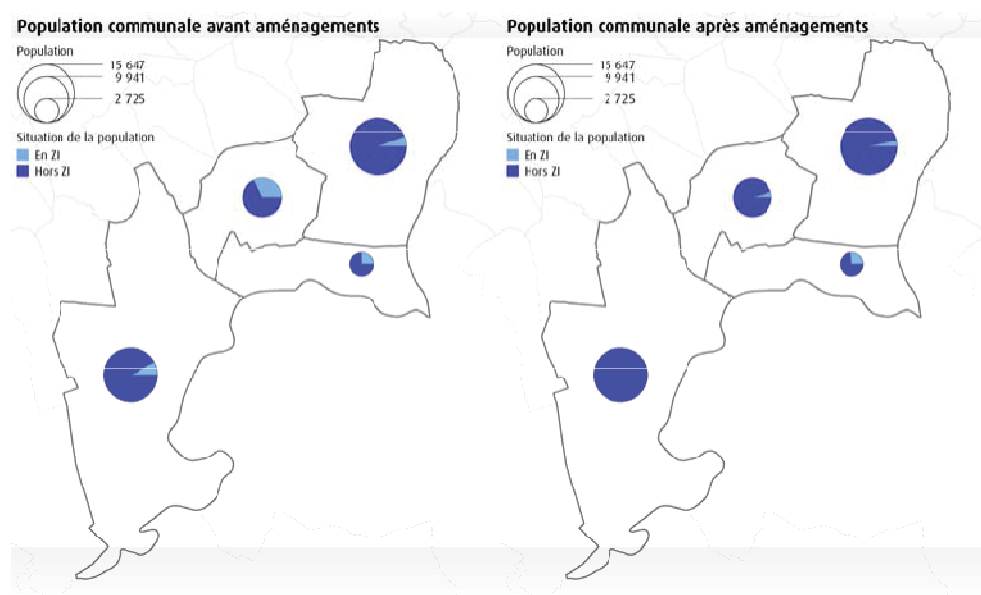 Population communale avant aménagements
Population
15 647
9 941
2 725
Situation de la population
En ZI
Hors ZI
Population communale après aménagements
Population
15 647
9 941
2 725
Situation de la population
En ZI
Hors ZI